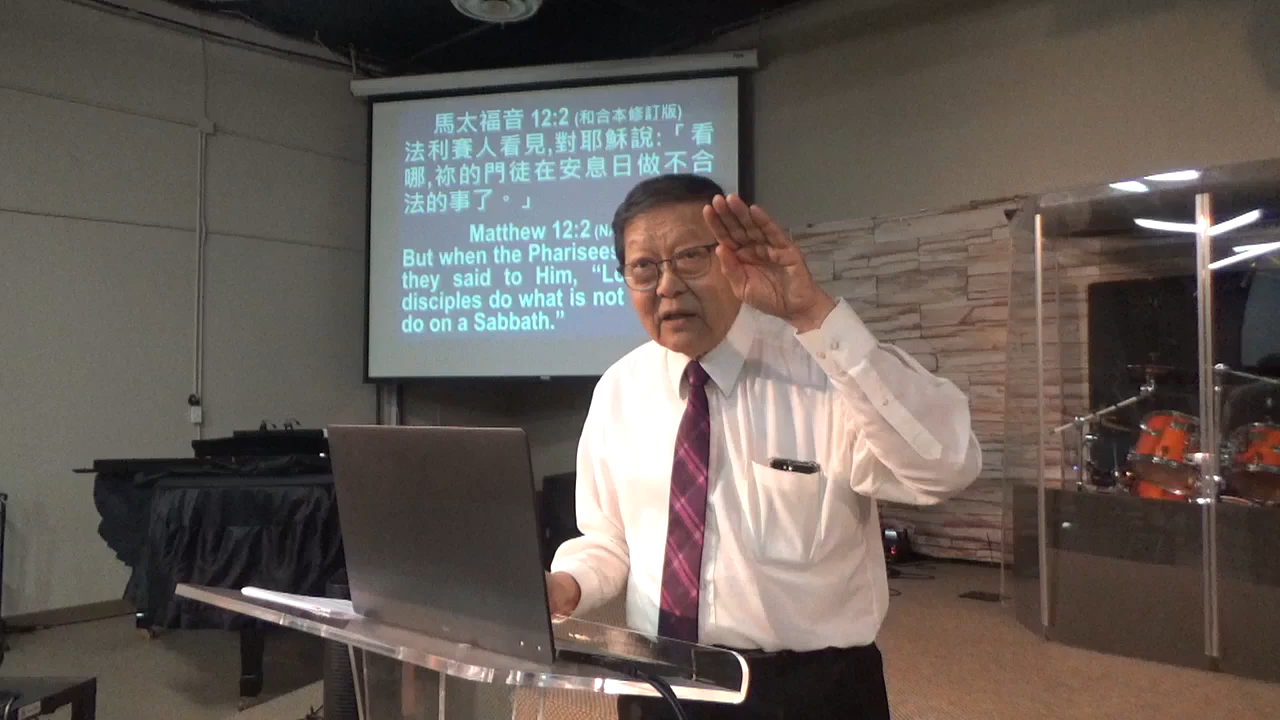 馬太福音 12:2 (和合本修訂版)
法利賽人看見,對耶穌說:「看
哪,祢的門徒在安息日做不合
法的事了。」
Matthew 12:2
But when the Pharisees
they said to Him,
disciples do what is not
do on a Sabbath.”